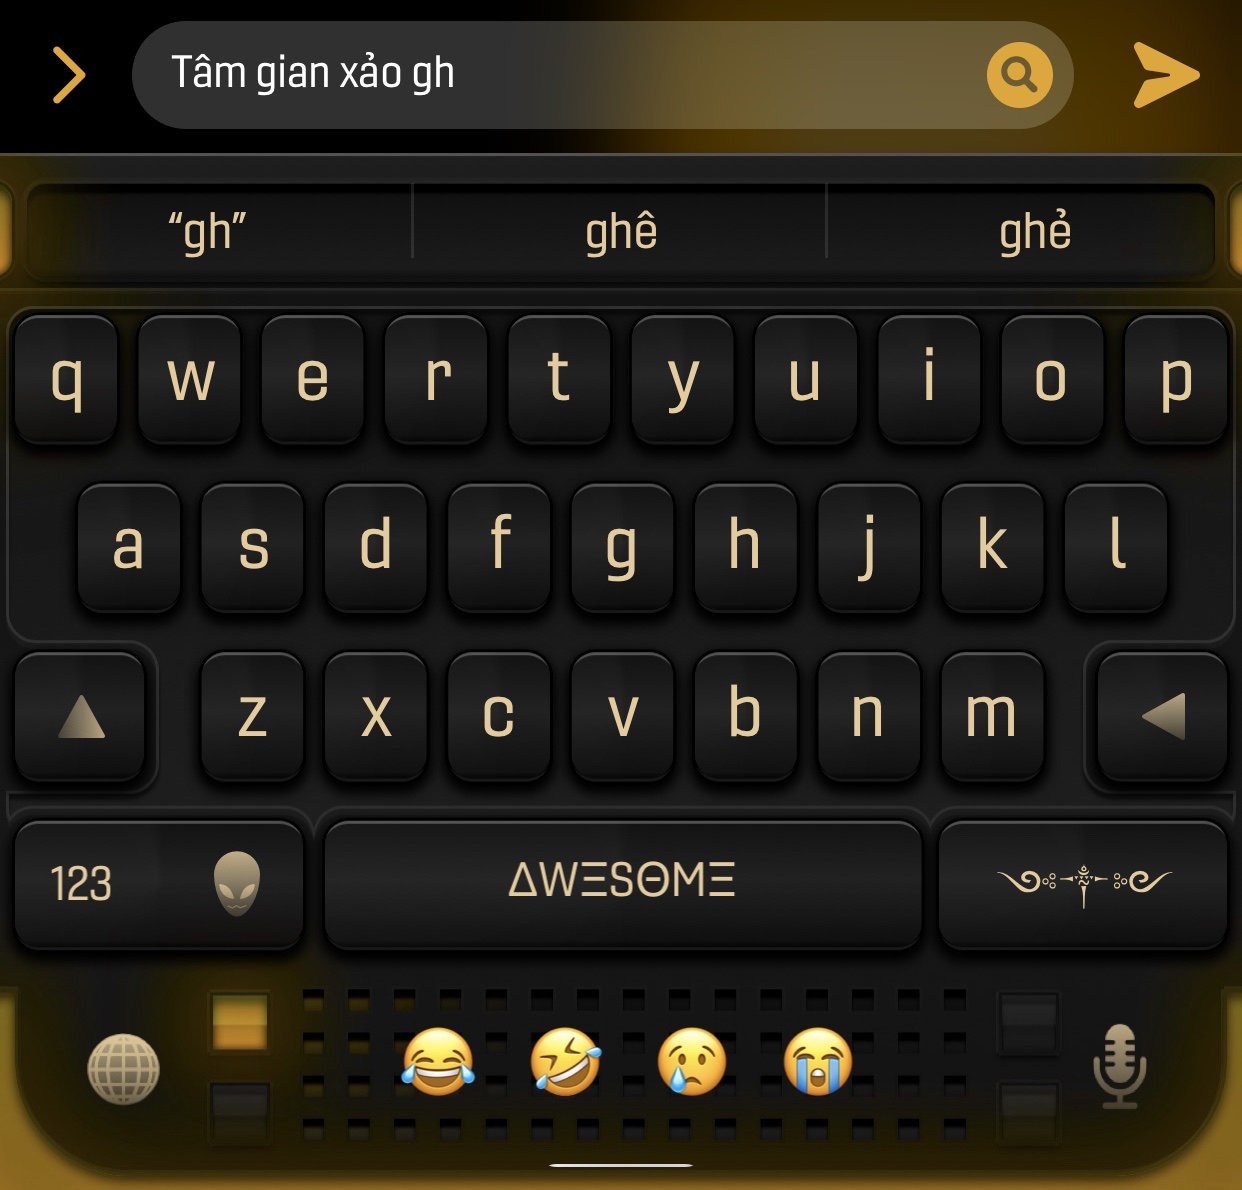 Tâm gian xảo gh
“gh” ghê ghẻ
q w e r t y u i o p
a s d f g h j k l
z x c v b n m
123 ΔWΞSΘMΞ